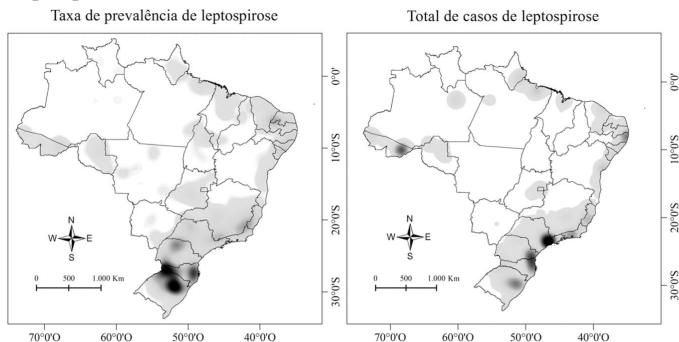 Taxa de prevalência de leptospirose
Total de casos de leptospirose
0°0'
10°0'S
20°0'S
30°0'S
N
W E
S
0 500 1.000 Km
70°0'O 60°0'O 50°0'O 40°0'O
0°0'
10°0'S
20°0'S
30°0'S
N
W E
S
0 500 1.000 Km
70°0'O 60°0'O 50°0'O 40°0'O